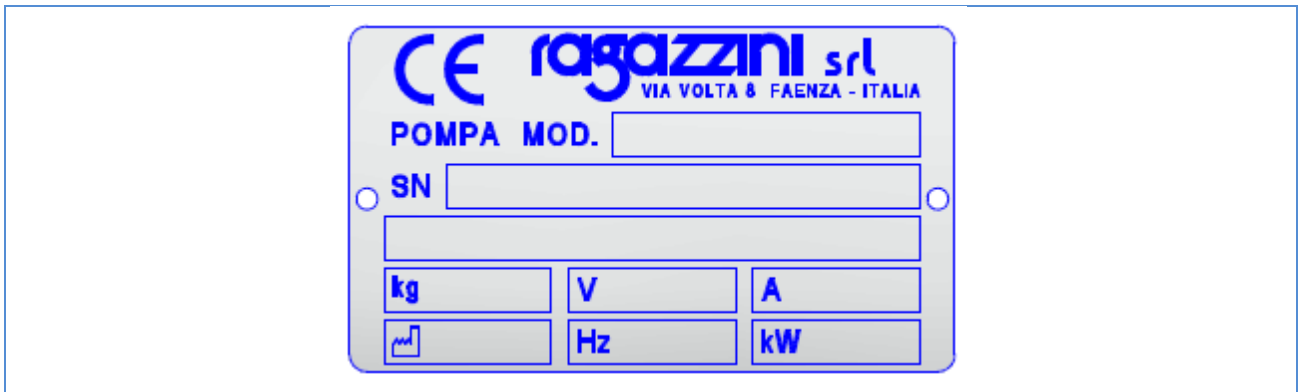 CE ragazzini srl
VIA VOLTA 8 FAENZA - ITALIA
POMPA MOD.
SN
kg V A
Hz kW